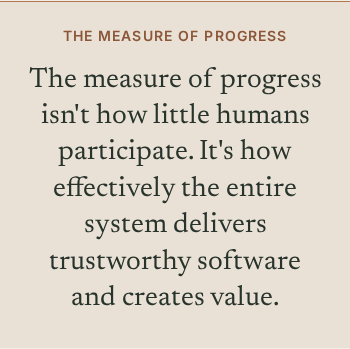 THE MEASURE OF PROGRESS
The measure of progress
isn't how little humans
participate. It's how
effectively the entire
system delivers
trustworthy software
and creates value.